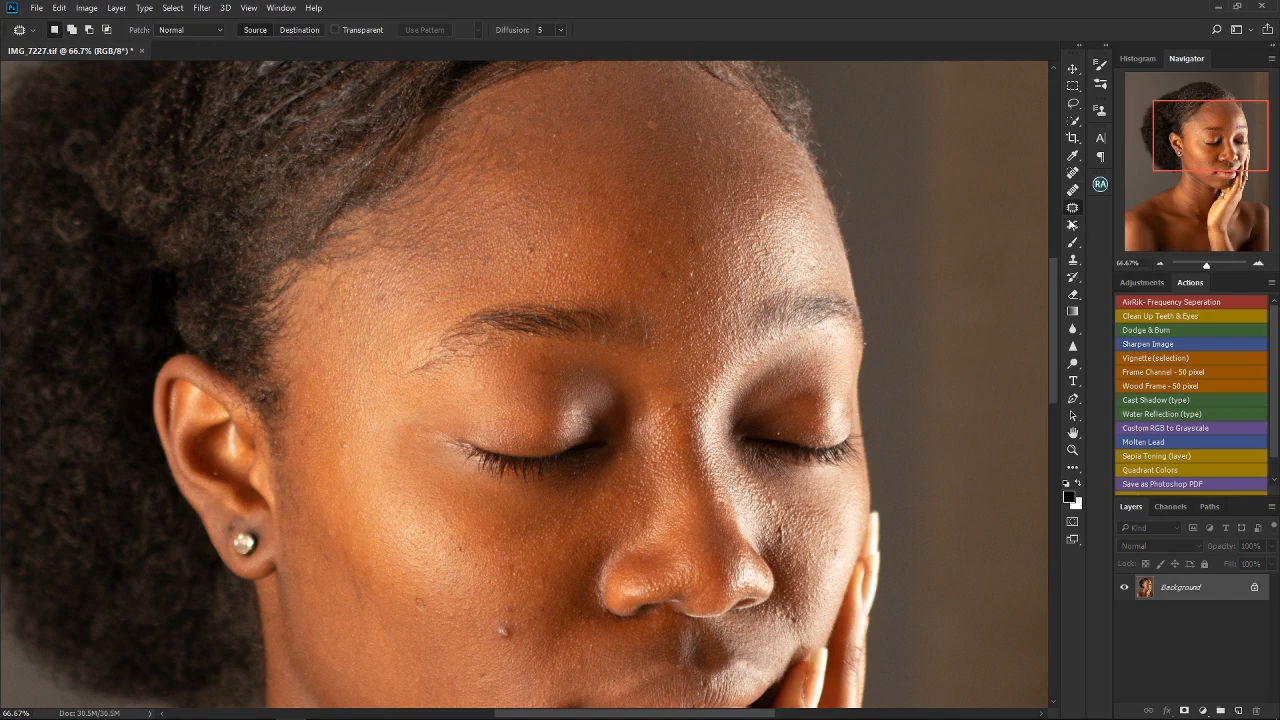 Ps File Edit Image Layer Type Select Filter 3D View Window Help
Patch: Normal Source Destination Transparent Use Pattern Diffusion: 5
IMG_7227.tif @ 66.7% (RGB/8*) * ×
Histogram Navigator
A
RA
T
66.67%
Adjustments Actions
AirRik- Frequency Seperation
Clean Up Teeth & Eyes
Dodge & Burn
Sharpen Image
Vignette (selection)
Frame Channel - 50 pixel
Wood Frame - 50 pixel
Cast Shadow (type)
Water Reflection (type)
Custom RGB to Grayscale
Molten Lead
Sepia Toning (layer)
Quadrant Colors
Save as Photoshop PDF
Layers Channels Paths
Kind
Normal Opacity: 100%
Lock: Fill: 100%
Background
fx
66.67% Doc: 30.5M/30.5M